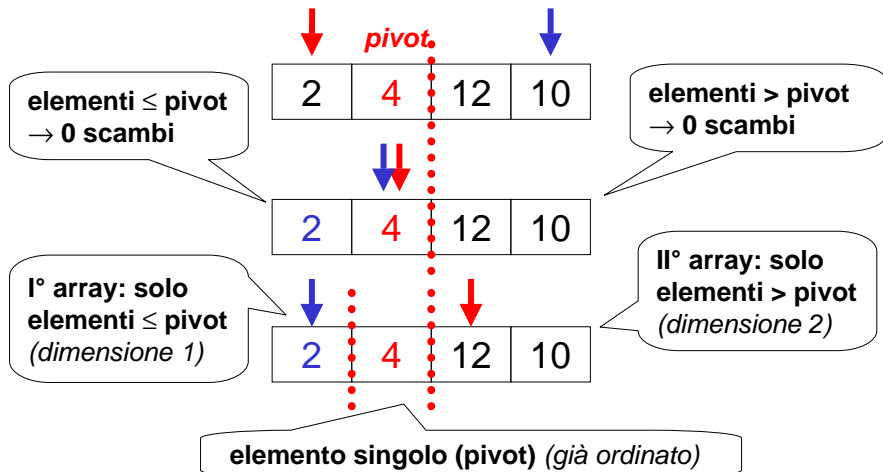 pivot
2 4 12 10
elementi ≤ pivot
→ 0 scambi
elementi > pivot
→ 0 scambi
2 4 12 10
I° array: solo
elementi ≤ pivot
(dimensione 1)
II° array: solo
elementi > pivot
(dimensione 2)
2 4 12 10
elemento singolo (pivot) (già ordinato)